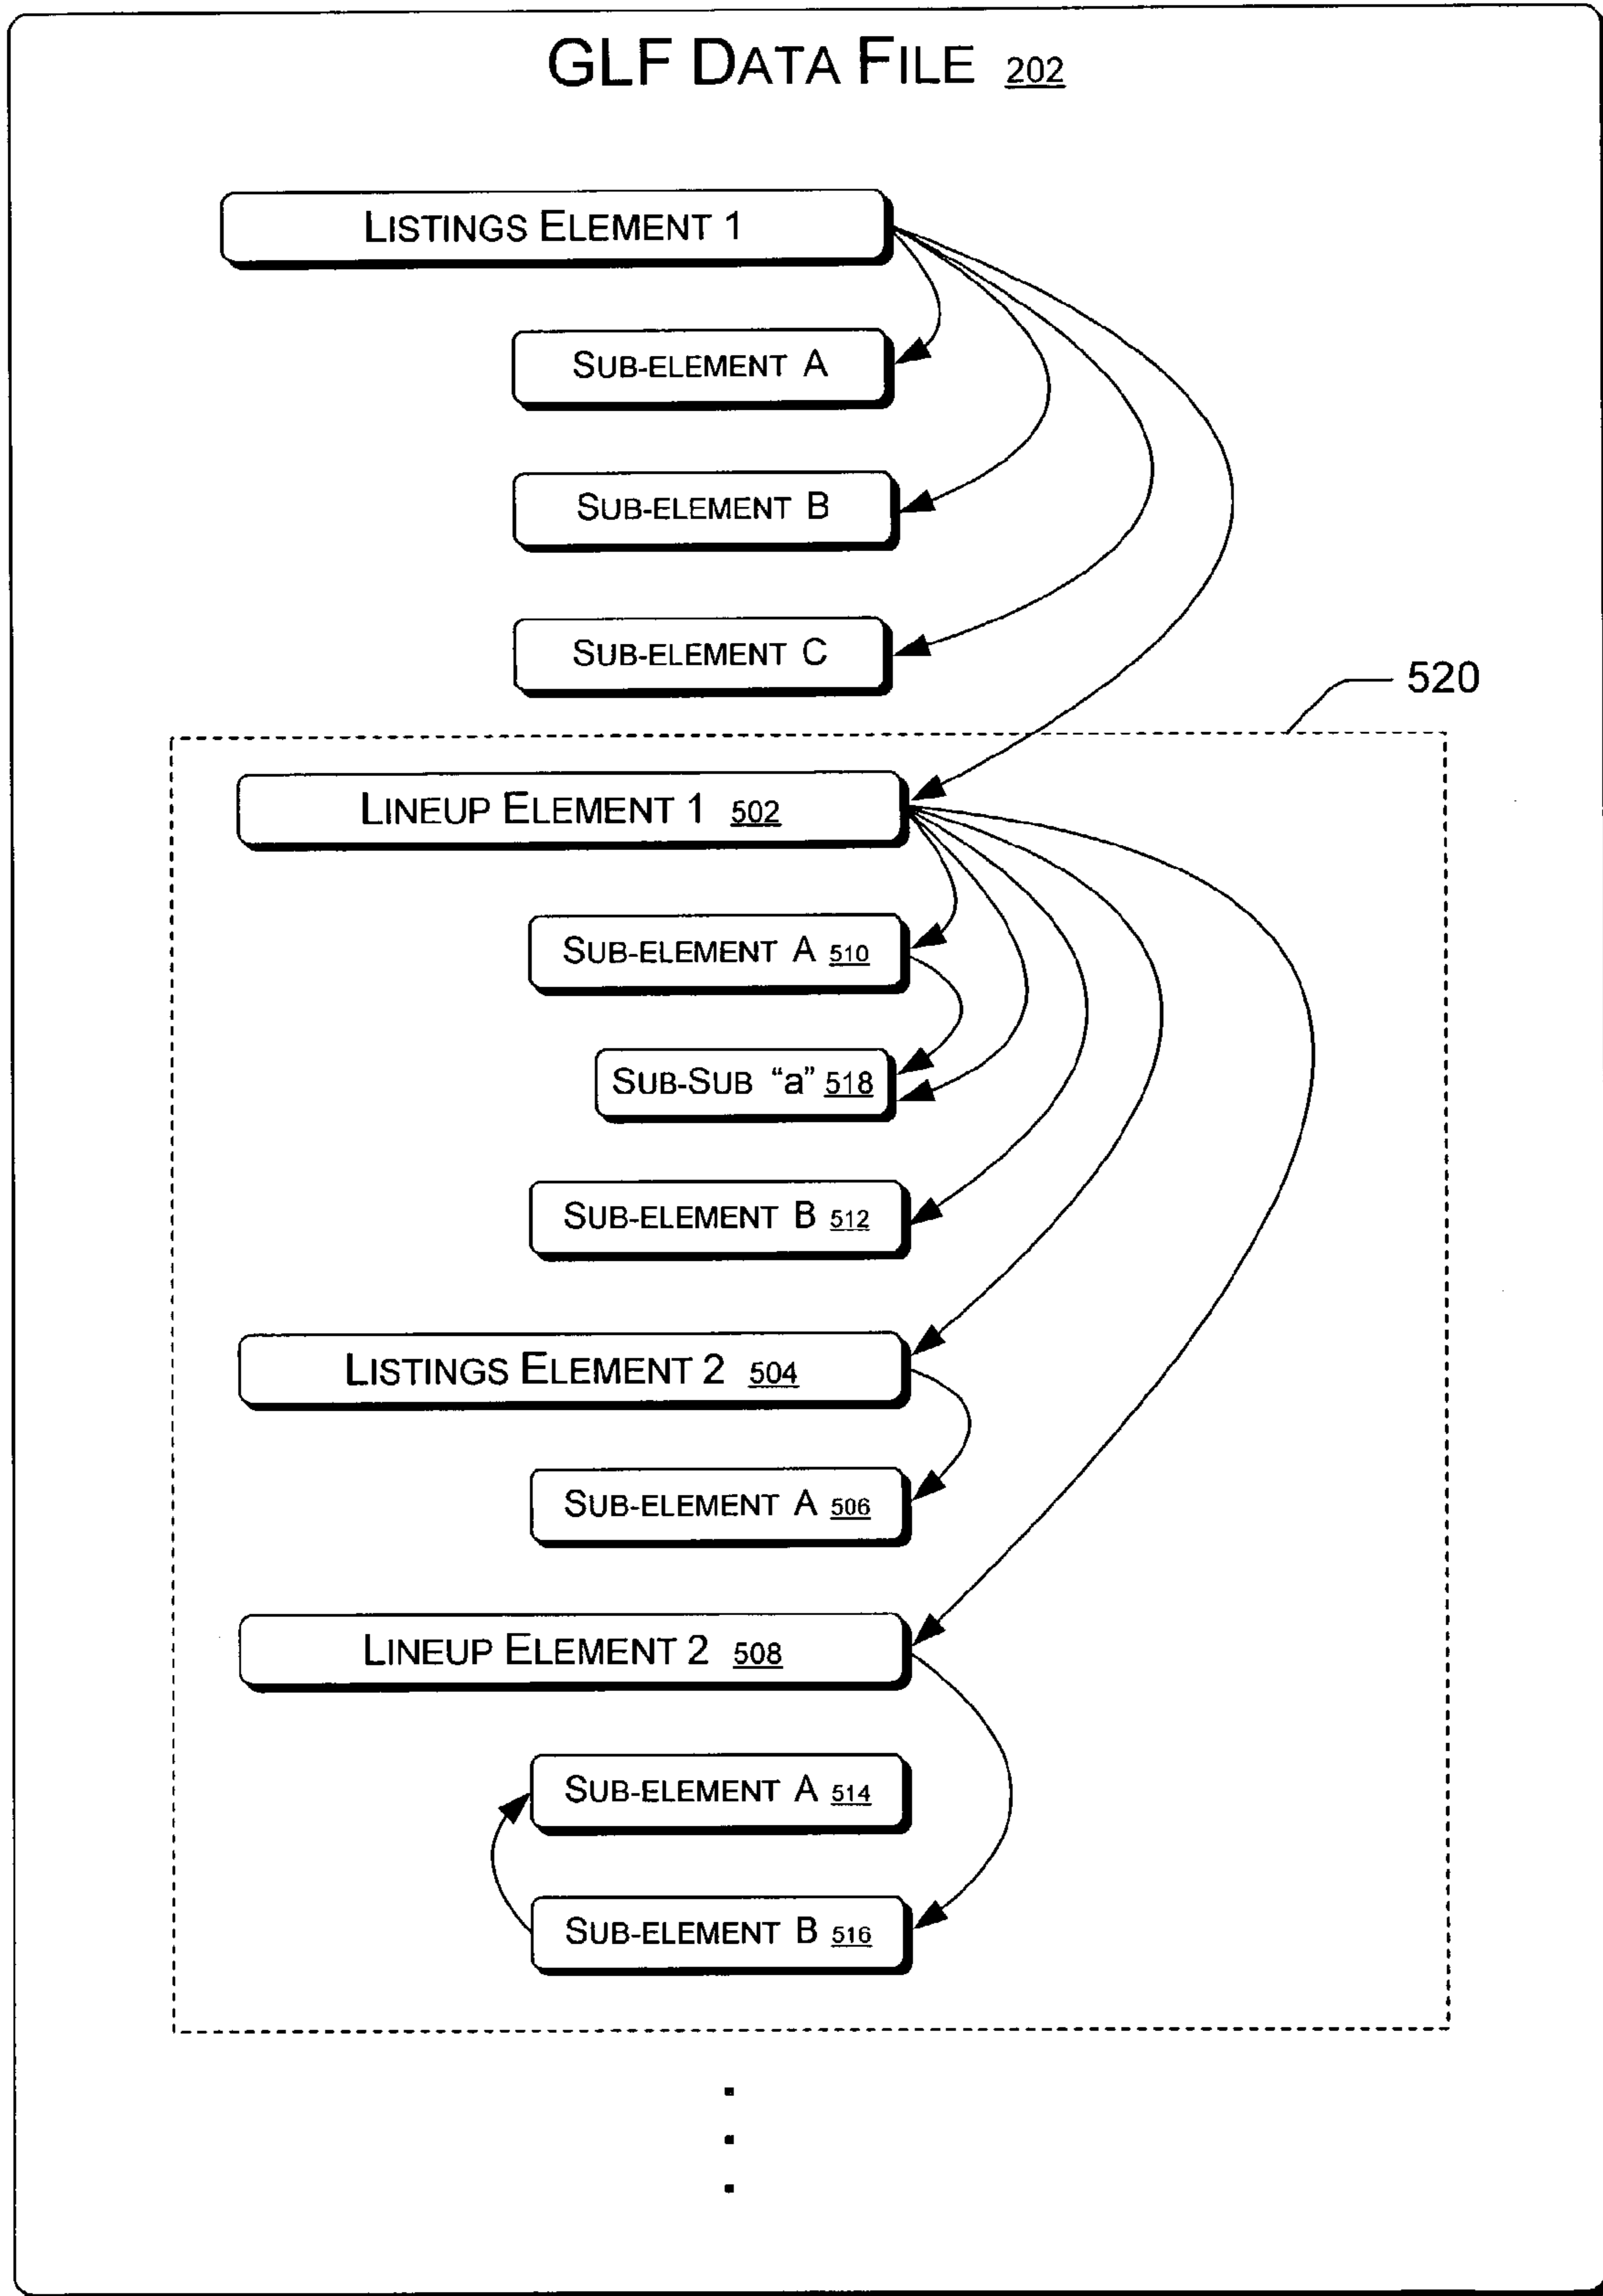 GLF DATA FILE 202
LISTINGS ELEMENT 1
SUB-ELEMENT A
SUB-ELEMENT B
SUB-ELEMENT C
520
LINEUP ELEMENT 1 502
SUB-ELEMENT A 510
SUB-SUB “a” 518
SUB-ELEMENT B 512
LISTINGS ELEMENT 2 504
SUB-ELEMENT A 506
LINEUP ELEMENT 2 508
SUB-ELEMENT A 514
SUB-ELEMENT B 516